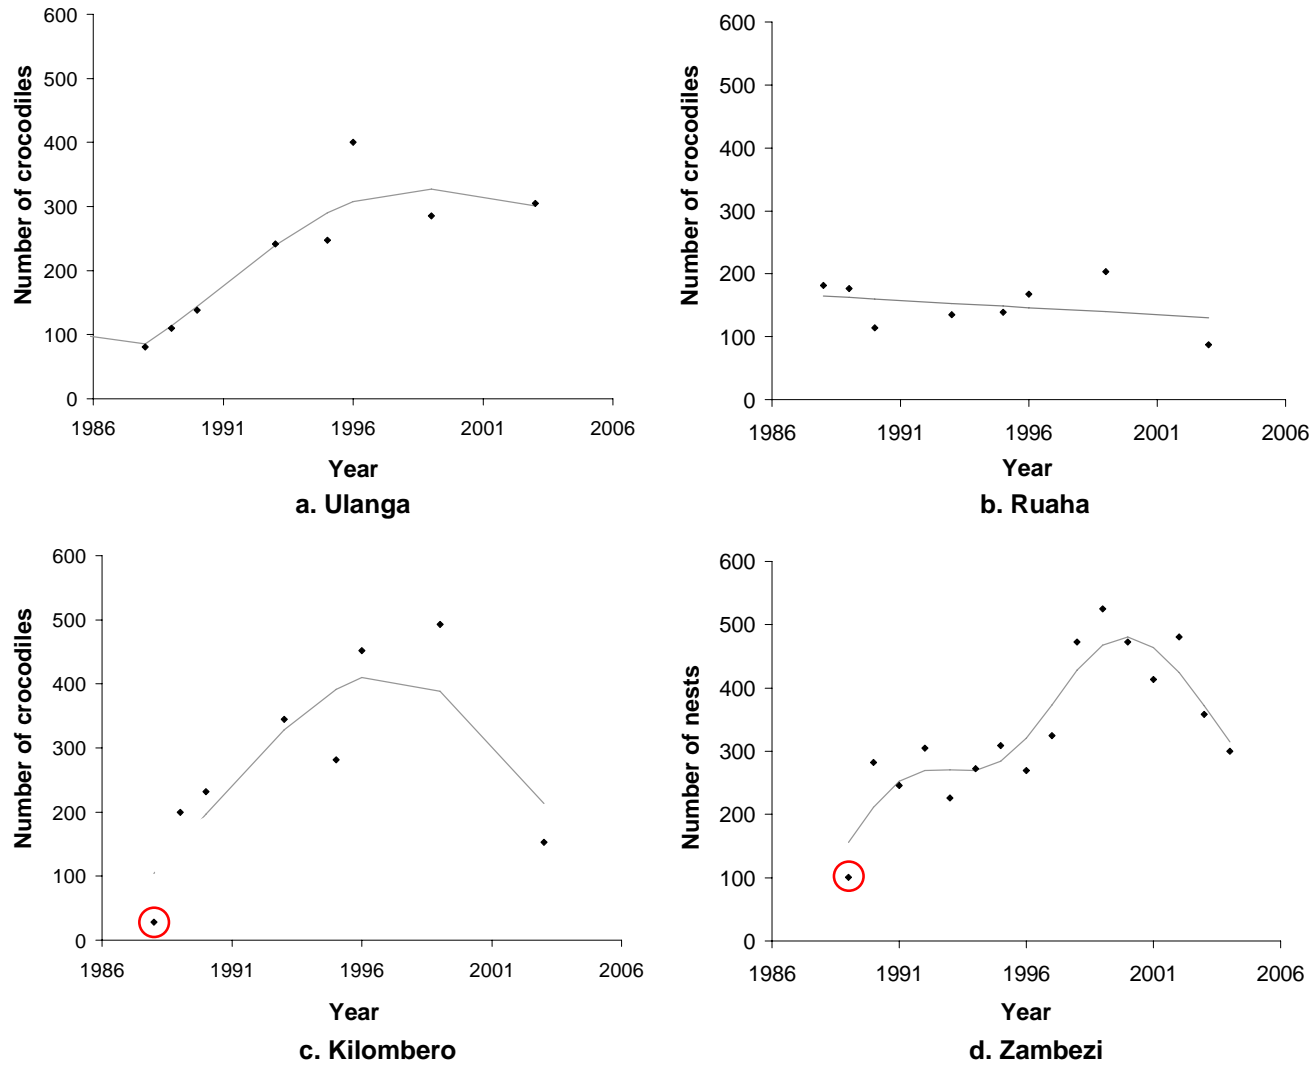 600
500
400
300
200
100
0
Number of crocodiles
1986 1991 1996 2001 2006
Year
a. Ulanga
600
500
400
300
200
100
0
Number of crocodiles
1986 1991 1996 2001 2006
Year
b. Ruaha
600
500
400
300
200
100
0
Number of crocodiles
1986 1991 1996 2001 2006
Year
c. Kilombero
600
500
400
300
200
100
0
Number of nests
1986 1991 1996 2001 2006
Year
d. Zambezi